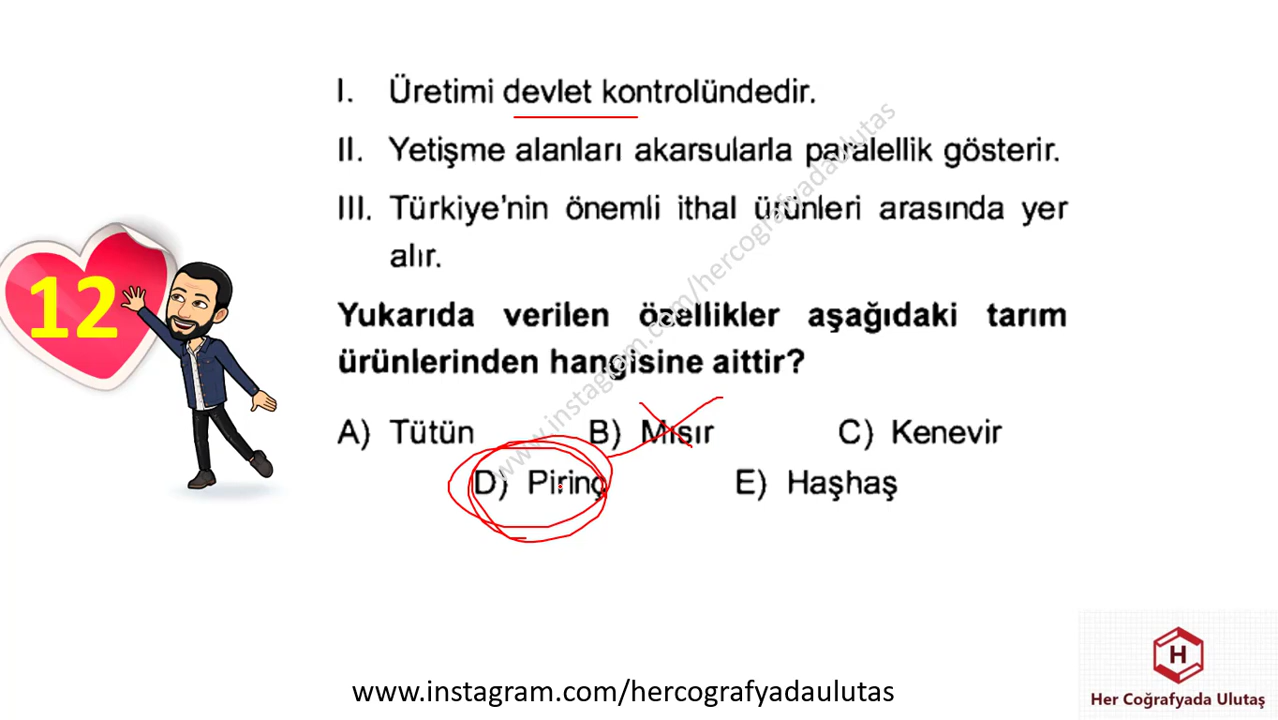 I. Üretimi devlet kontrolündedir.
II. Yetişme alanları akarsularla paralellik gösterir.
III. Türkiye'nin önemli ithal ürünleri arasında yer
alır.
12
Yukarıda verilen özellikler aşağıdaki tarım
ürünlerinden hangisine aittir?
A) Tütün B) Mısır C) Kenevir
D) Pirinç E) Haşhaş
www.instagram.com/hercografyadaulutas
www.instagram.com/hercografyadaulutas
H
Her Coğrafyada Ulutaş